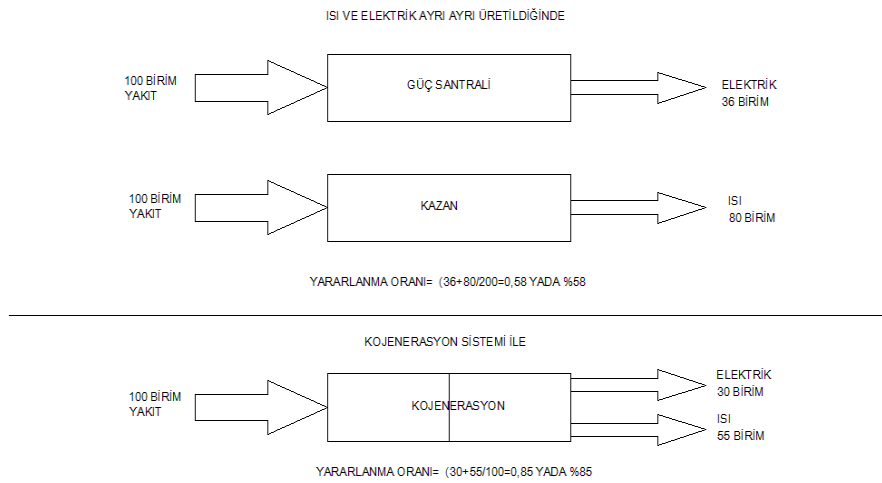 ISI VE ELEKTRİK AYRI AYRI ÜRETİLDİĞİNDE
100 BİRİM
YAKIT
GÜÇ SANTRALİ
ELEKTRİK
36 BİRİM
100 BİRİM
YAKIT
KAZAN
ISI
80 BİRİM
YARARLANMA ORANI= (36+80/200=0,58 YADA %58
KOJENERASYON SİSTEMİ İLE
100 BİRİM
YAKIT
KOJENERASYON
ELEKTRİK
30 BİRİM
ISI
55 BİRİM
YARARLANMA ORANI= (30+55/100=0,85 YADA %85